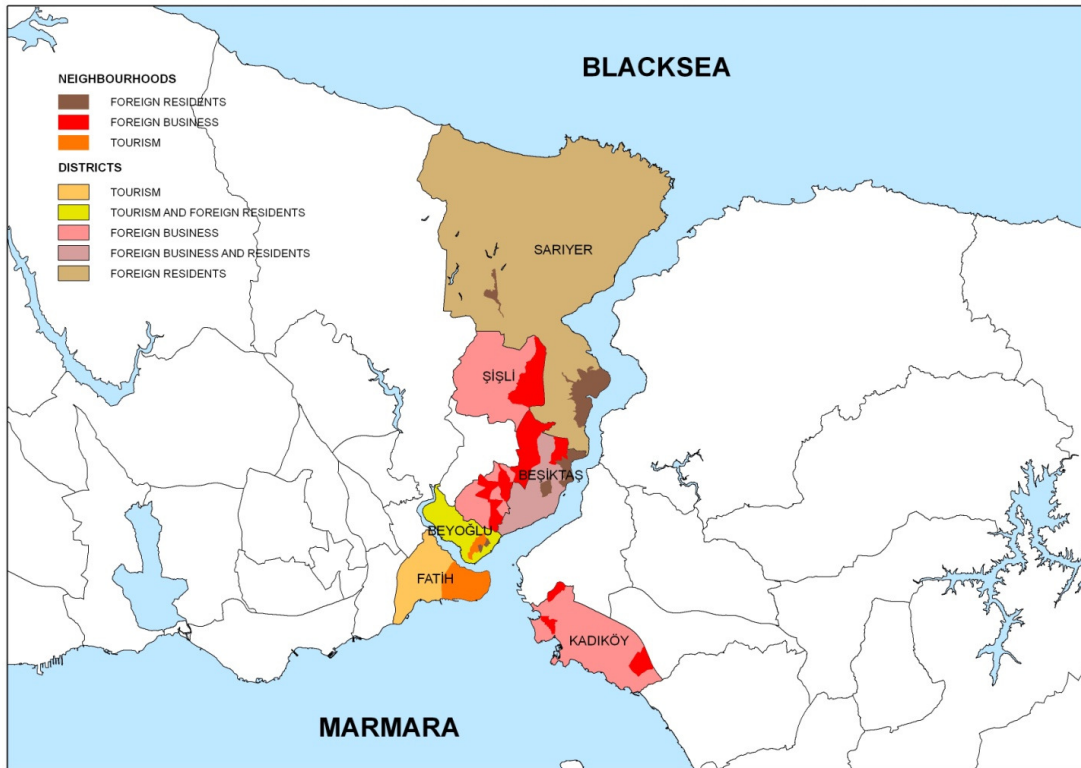 BLACKSEA
NEIGHBOURHOODS
FOREIGN RESIDENTS
FOREIGN BUSINESS
TOURISM
DISTRICTS
TOURISM
TOURISM AND FOREIGN RESIDENTS
FOREIGN BUSINESS
FOREIGN BUSINESS AND RESIDENTS
FOREIGN RESIDENTS
SARIYER
ŞİŞLİ
BEŞİKTAŞ
BEYOĞLU
FATİH
KADIKÖY
MARMARA